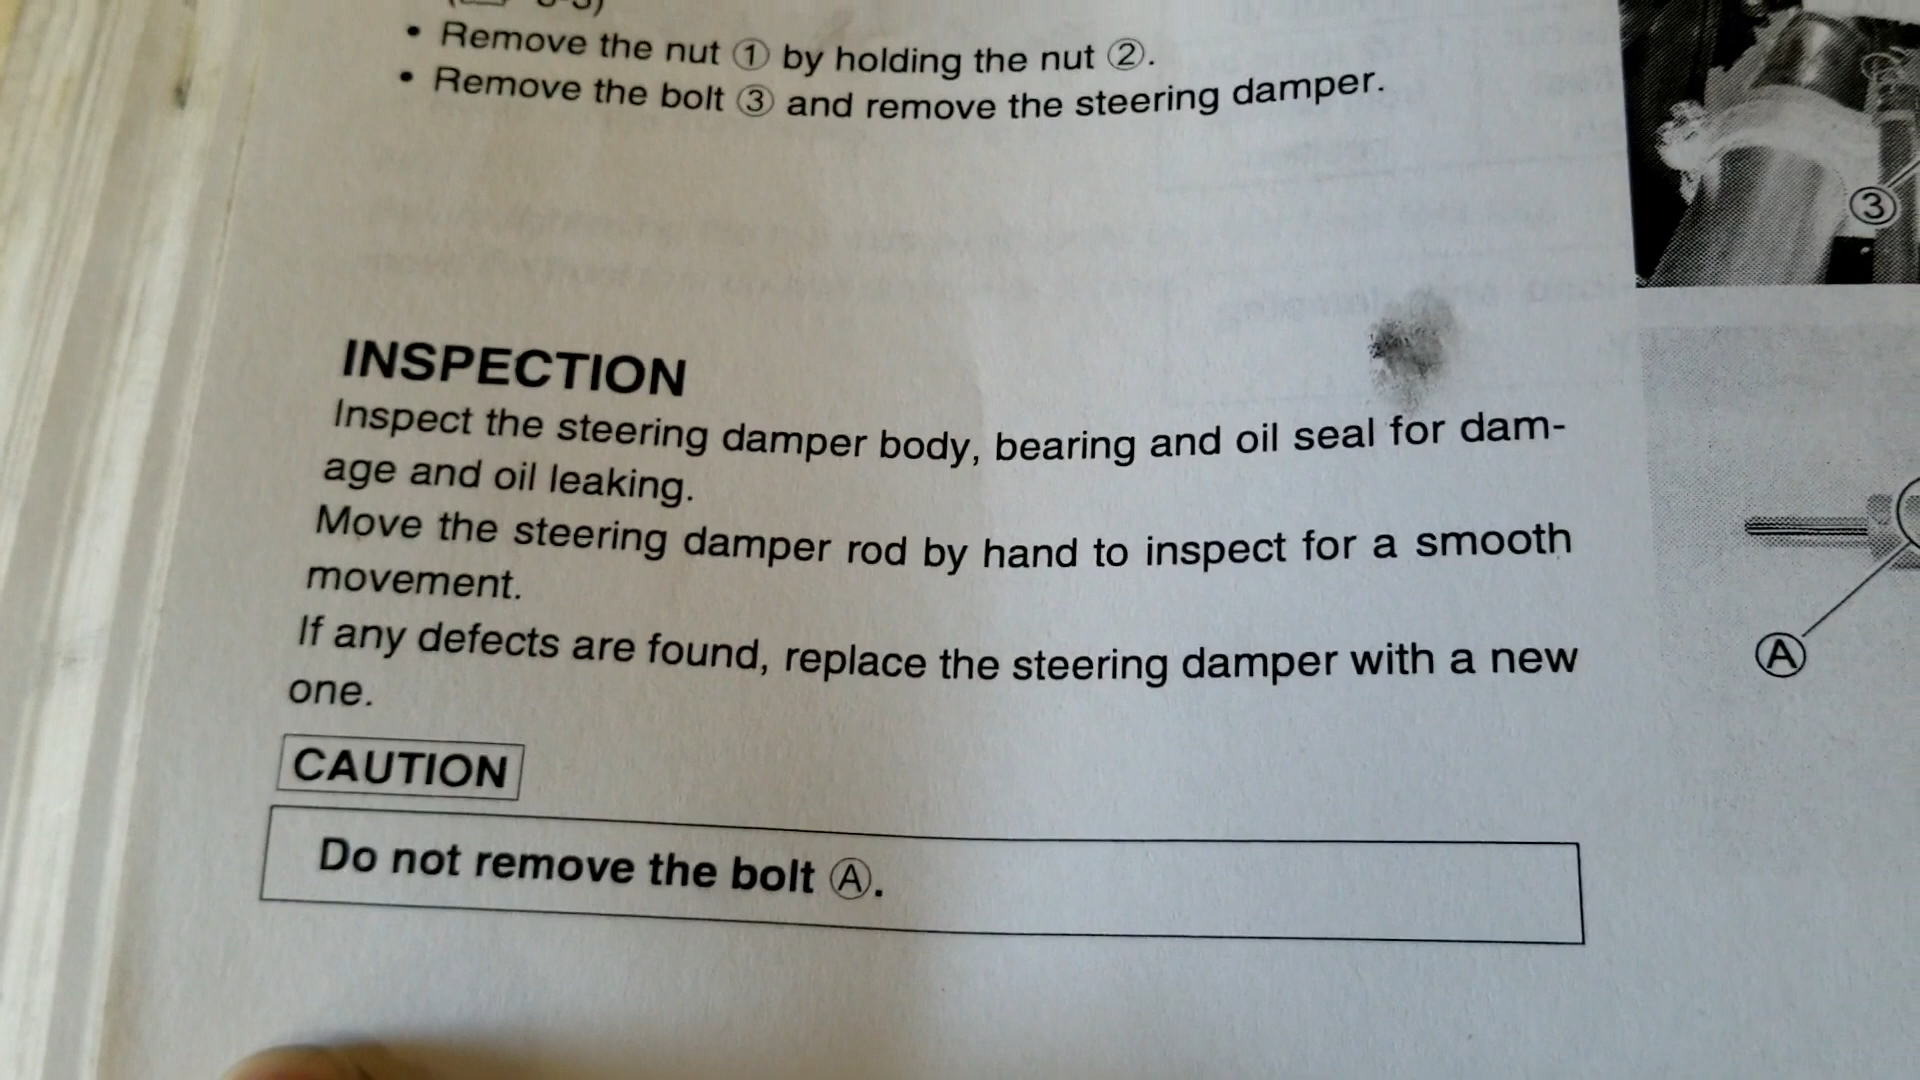 • Remove the nut ① by holding the nut ②.
• Remove the bolt ③ and remove the steering damper.
③
INSPECTION
Inspect the steering damper body, bearing and oil seal for dam-
age and oil leaking.
Move the steering damper rod by hand to inspect for a smooth
movement.
If any defects are found, replace the steering damper with a new
one.
Ⓐ
CAUTION
Do not remove the bolt Ⓐ.